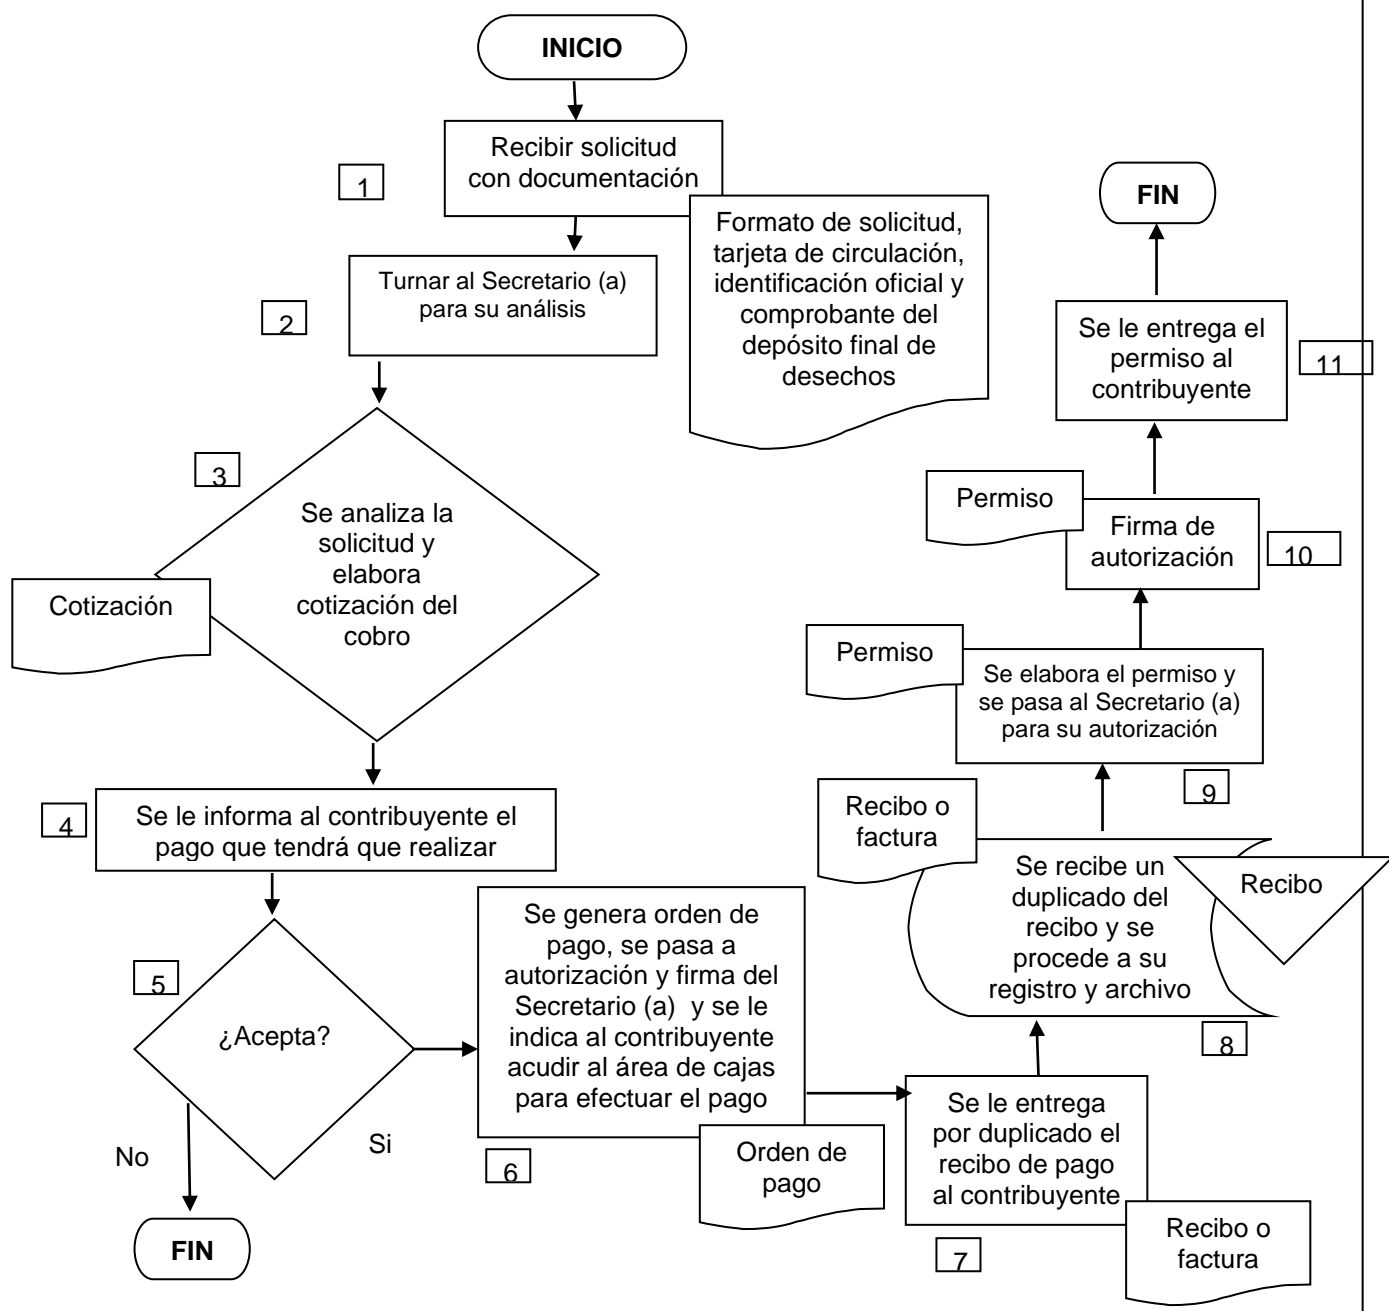 INICIO
1
Recibir solicitud
con documentación
Formato de solicitud,
tarjeta de circulación,
identificación oficial y
comprobante del
depósito final de
desechos
2
Turnar al Secretario (a)
para su análisis
3
Se analiza la
solicitud y
elabora
cotización del
cobro
Cotización
4
Se le informa al contribuyente el
pago que tendrá que realizar
5
¿Acepta?
No
Si
FIN
Se genera orden de
pago, se pasa a
autorización y firma del
Secretario (a) y se le
indica al contribuyente
acudir al área de cajas
para efectuar el pago
6
Orden de
pago
Se le entrega
por duplicado el
recibo de pago
al contribuyente
7
Recibo o
factura
Recibo o
factura
Se recibe un
duplicado del
recibo y se
procede a su
registro y archivo
Recibo
8
9
Permiso
Se elabora el permiso y
se pasa al Secretario (a)
para su autorización
Permiso
Firma de
autorización
10
Se le entrega el
permiso al
contribuyente
11
FIN